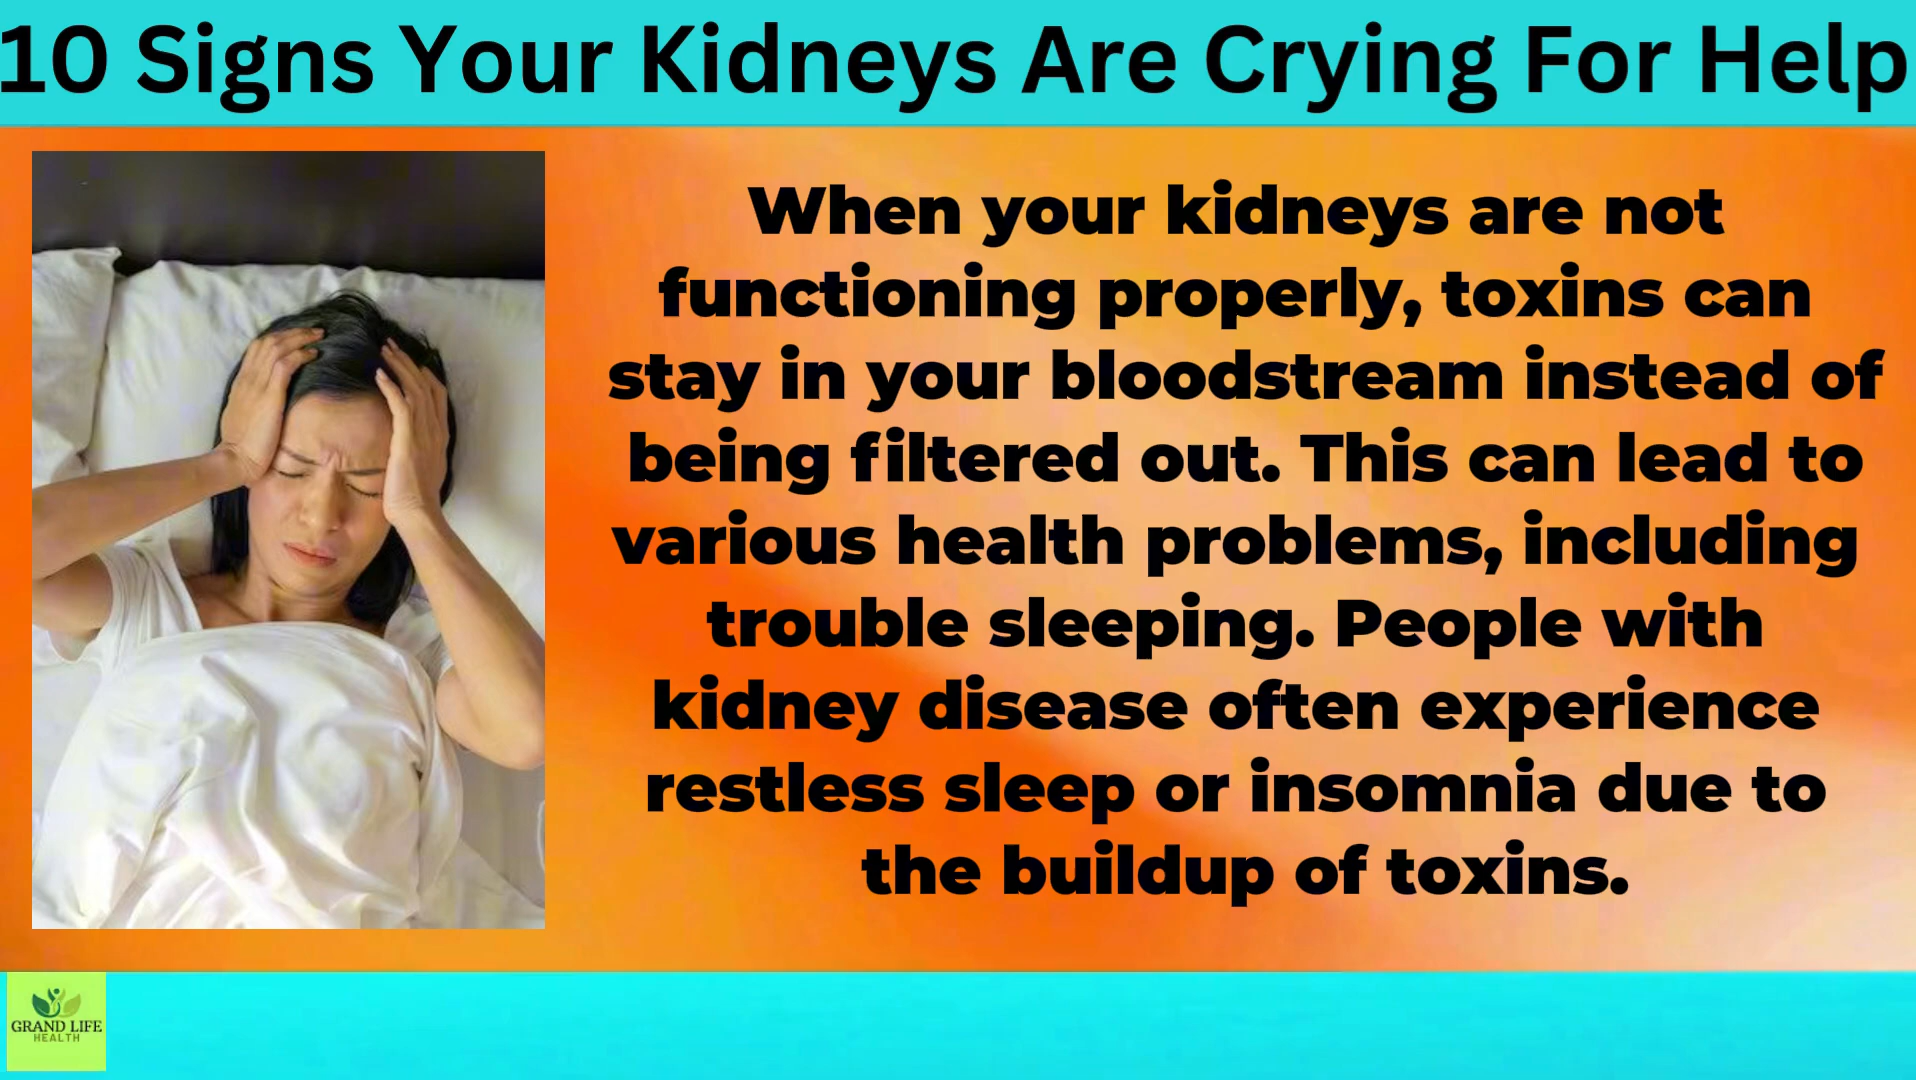 10 Signs Your Kidneys Are Crying For Help
When your kidneys are not
functioning properly, toxins can
stay in your bloodstream instead of
being filtered out. This can lead to
various health problems, including
trouble sleeping. People with
kidney disease often experience
restless sleep or insomnia due to
the buildup of toxins.
GRAND LIFE
HEALTH